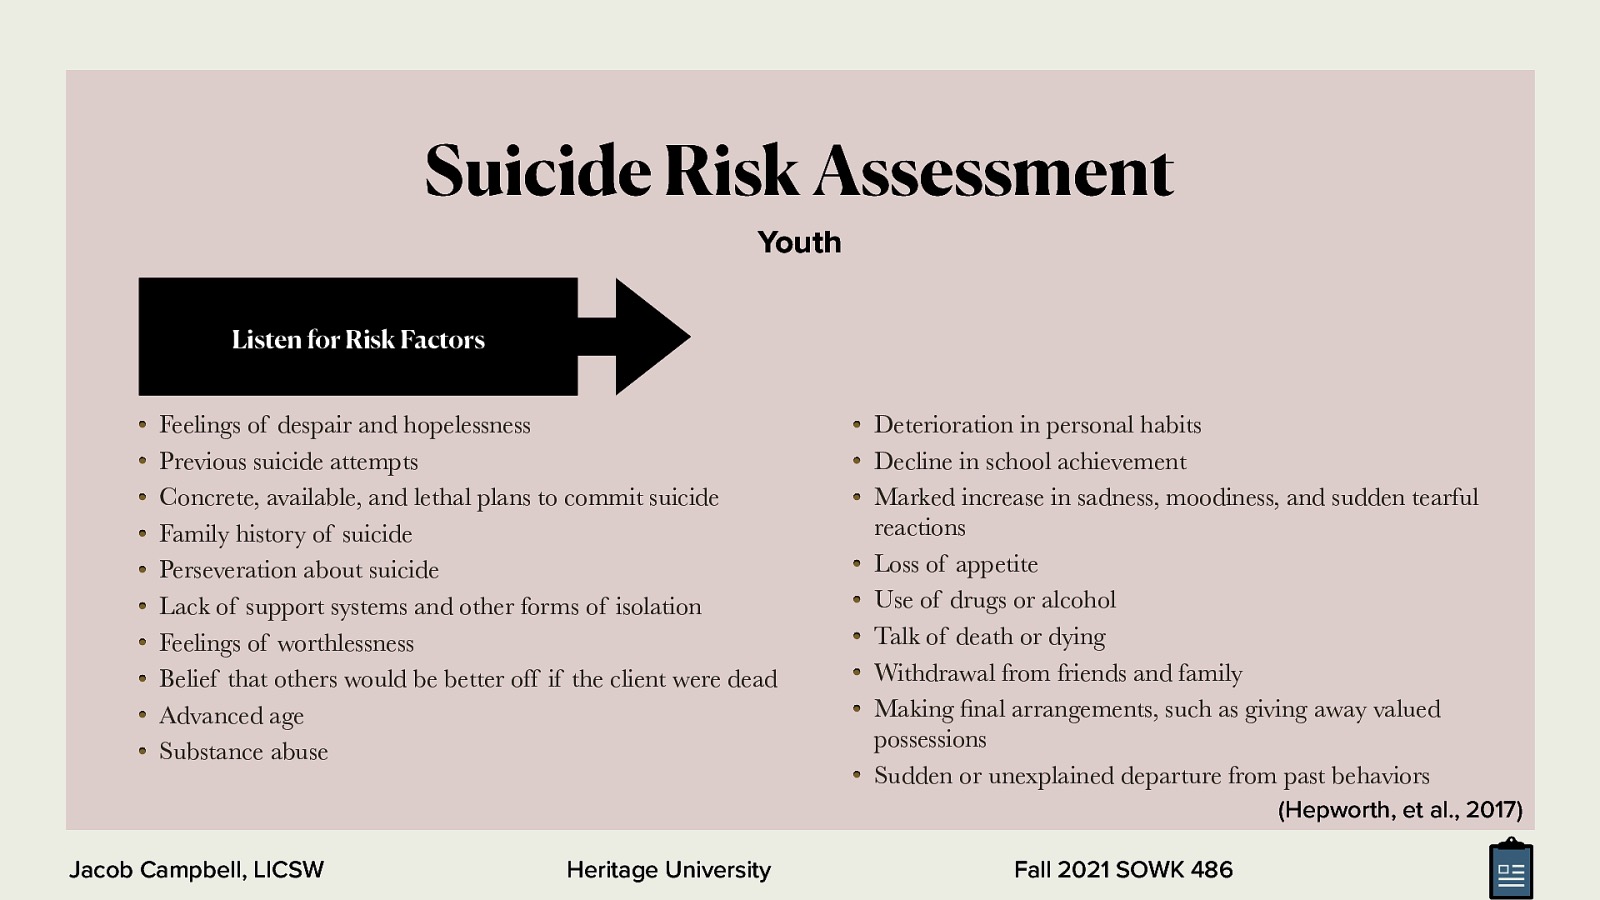 Suicide Risk Assessment
Youth
Listen for Risk Factors
• Feelings of despair and hopelessness
• Previous suicide attempts
• Concrete, available, and lethal plans to commit suicide
• Family history of suicide
• Perseveration about suicide
• Lack of support systems and other forms of isolation
• Feelings of worthlessness
• Belief that others would be better off if the client were dead
• Advanced age
• Substance abuse
• Deterioration in personal habits
• Decline in school achievement
• Marked increase in sadness, moodiness, and sudden tearful
reactions
• Loss of appetite
• Use of drugs or alcohol
• Talk of death or dying
• Withdrawal from friends and family
• Making final arrangements, such as giving away valued
possessions
• Sudden or unexplained departure from past behaviors
(Hepworth, et al., 2017)
Jacob Campbell, LICSW
Heritage University
Fall 2021 SOWK 486